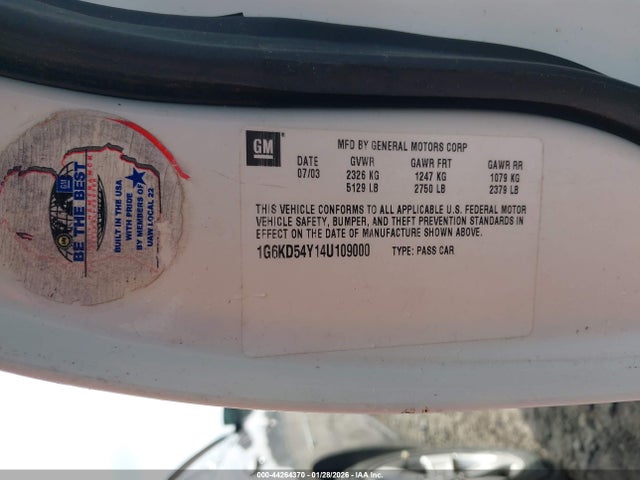 GM
MFD BY GENERAL MOTORS CORP
DATE GVWR GAWR FRT GAWR RR
07/03 2326 KG 1247 KG 1079 KG
5129 LB 2750 LB 2379 LB
THIS VEHICLE CONFORMS TO ALL APPLICABLE U.S. FEDERAL MOTOR
VEHICLE SAFETY, BUMPER, AND THEFT PREVENTION STANDARDS IN
EFFECT ON THE DATE OF MANUFACTURE SHOWN ABOVE.
1G6KD54Y14U109000 TYPE: PASS CAR
GM
BE THE BEST
BUILT IN THE USA
WITH PRIDE
BY MEMBERS OF
UAW LOCAL 22
000-44264370 - 01/28/2026 - IAA Vehicle Auctions